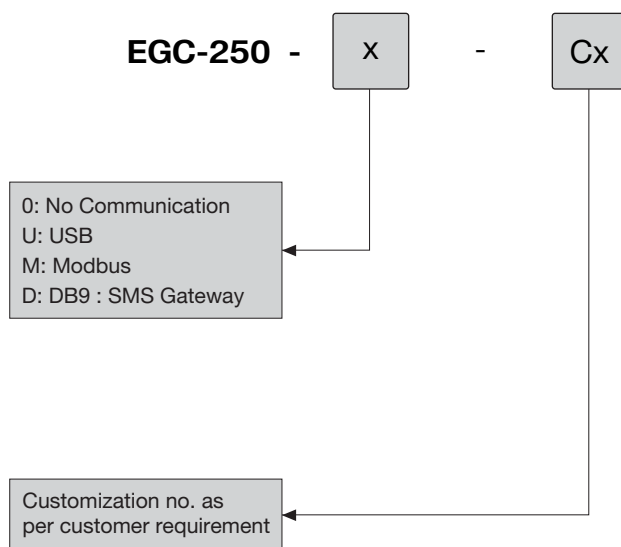 EGC-250 - x - Cx
0: No Communication
U: USB
M: Modbus
D: DB9 : SMS Gateway
Customization no. as
per customer requirement